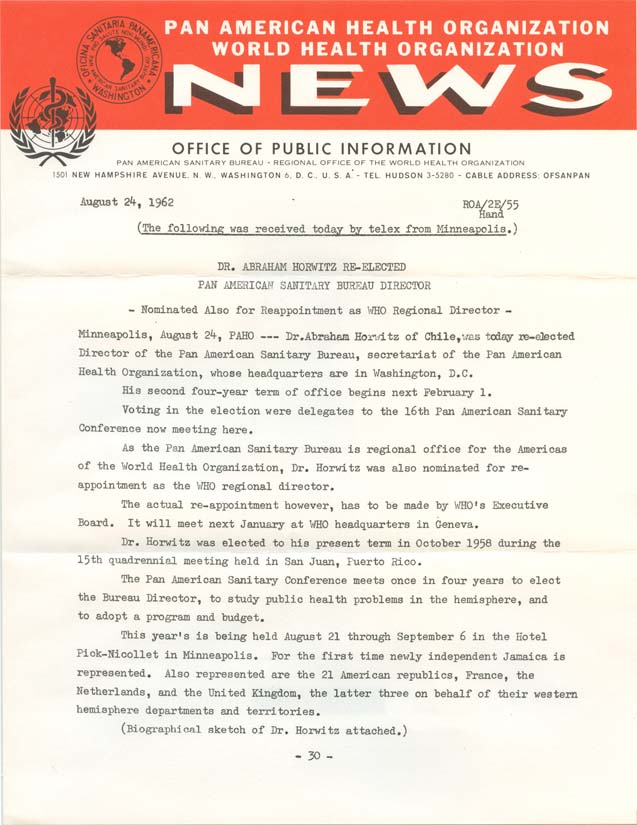 PAN AMERICAN HEALTH ORGANIZATION
WORLD HEALTH ORGANIZATION
NEWS
OFICINA SANITARIA PANAMERICANA
PRO SALUTE NOVI MUNDI
PAN AMERICAN SANITARY BUREAU
WASHINGTON
OFFICE OF PUBLIC INFORMATION
PAN AMERICAN SANITARY BUREAU - REGIONAL OFFICE OF THE WORLD HEALTH ORGANIZATION
1501 NEW HAMPSHIRE AVENUE, N. W., WASHINGTON 6, D. C., U. S. A. - TEL. HUDSON 3-5280 - CABLE ADDRESS: OFSANPAN
August 24, 1962 ROA/2E/55
Hand
(The following was received today by telex from Minneapolis.)
DR. ABRAHAM HORWITZ RE-ELECTED
PAN AMERICAN SANITARY BUREAU DIRECTOR
- Nominated Also for Reappointment as WHO Regional Director -
Minneapolis, August 24, PAHO --- Dr.Abraham Horwitz of Chile,was today re-elected
Director of the Pan American Sanitary Bureau, secretariat of the Pan American
Health Organization, whose headquarters are in Washington, D.C.
His second four-year term of office begins next February 1.
Voting in the election were delegates to the 16th Pan American Sanitary
Conference now meeting here.
As the Pan American Sanitary Bureau is regional office for the Americas
of the World Health Organization, Dr. Horwitz was also nominated for re-
appointment as the WHO regional director.
The actual re-appointment however, has to be made by WHO's Executive
Board. It will meet next January at WHO headquarters in Geneva.
Dr. Horwitz was elected to his present term in October 1958 during the
15th quadrennial meeting held in San Juan, Puerto Rico.
The Pan American Sanitary Conference meets once in four years to elect
the Bureau Director, to study public health problems in the hemisphere, and
to adopt a program and budget.
This year's is being held August 21 through September 6 in the Hotel
Pick-Nicollet in Minneapolis. For the first time newly independent Jamaica is
represented. Also represented are the 21 American republics, France, the
Netherlands, and the United Kingdom, the latter three on behalf of their western
hemisphere departments and territories.
(Biographical sketch of Dr. Horwitz attached.)
- 30 -